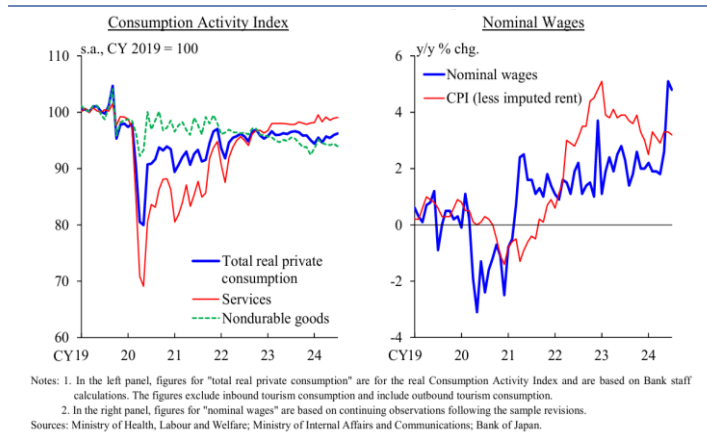 Consumption Activity Index
s.a., CY 2019 = 100
110
100
90
80
70
60
Total real private
consumption
Services
Nondurable goods
CY19 20 21 22 23 24
Nominal Wages
y/y % chg.
6
4
2
0
-2
-4
Nominal wages
CPI (less imputed rent)
CY19 20 21 22 23 24
Notes: 1. In the left panel, figures for "total real private consumption" are for the real Consumption Activity Index and are based on Bank staff
calculations. The figures exclude inbound tourism consumption and include outbound tourism consumption.
2. In the right panel, figures for "nominal wages" are based on continuing observations following the sample revisions.
Sources: Ministry of Health, Labour and Welfare; Ministry of Internal Affairs and Communications; Bank of Japan.